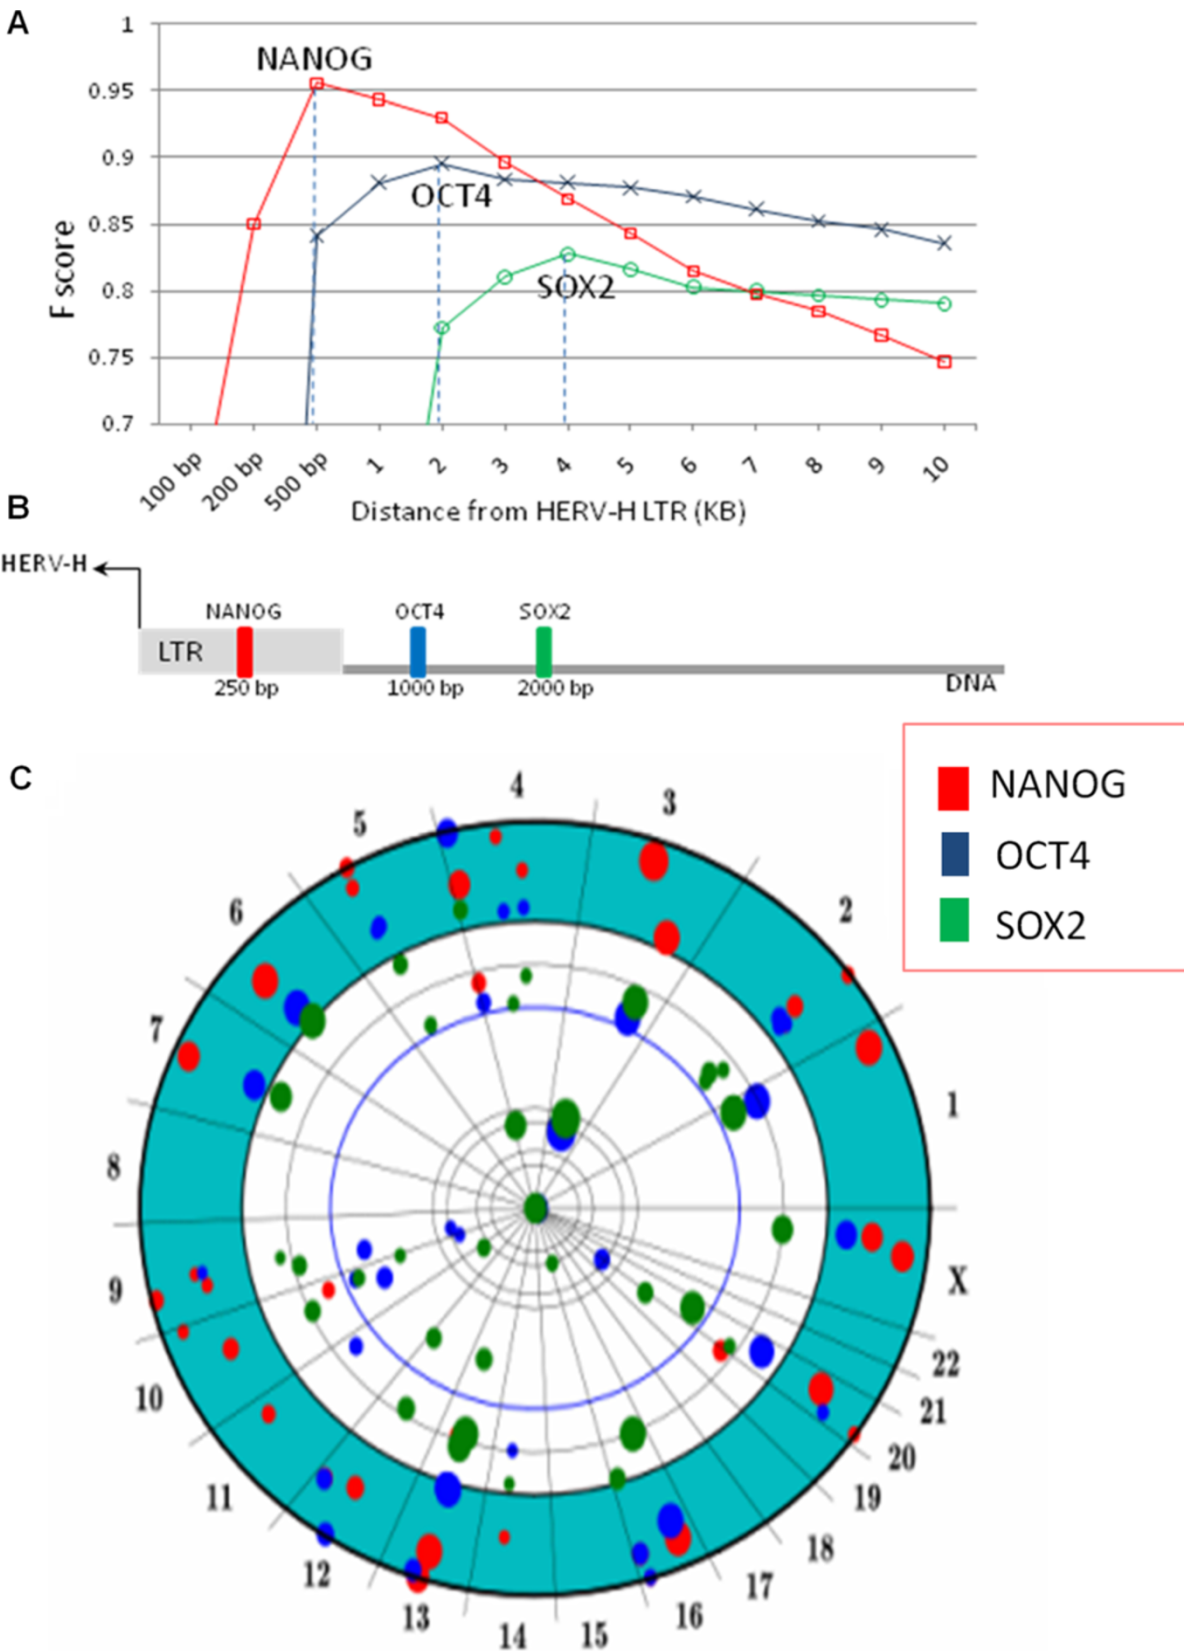 A
1
0.95
0.9
0.85
0.8
0.75
0.7
F score
NANOG
OCT4
SOX2
100 bp
200 bp
500 bp
1
2
3
4
5
6
7
8
9
10
Distance from HERV-H LTR (KB)
B
HERV-H
NANOG
OCT4
SOX2
LTR
250 bp
1000 bp
2000 bp
DNA
C
NANOG
OCT4
SOX2
4
3
5
2
6
7
1
8
X
9
22
10
21
20
11
19
18
12
17
13
16
14
15